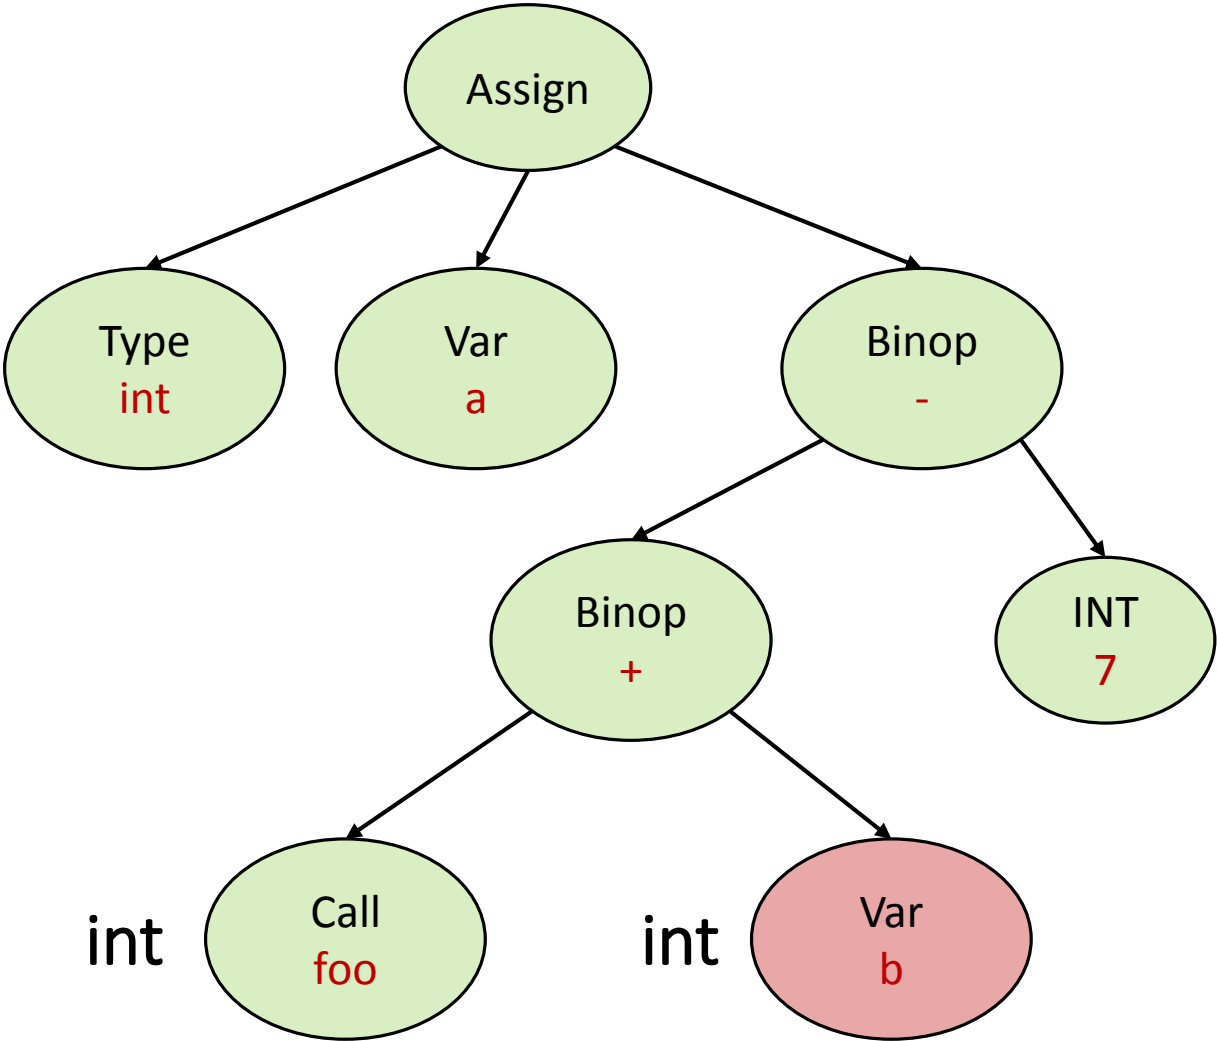 Assign
Type
int
Var
a
Binop
-
Binop
+
INT
7
int
Call
foo
int
Var
b